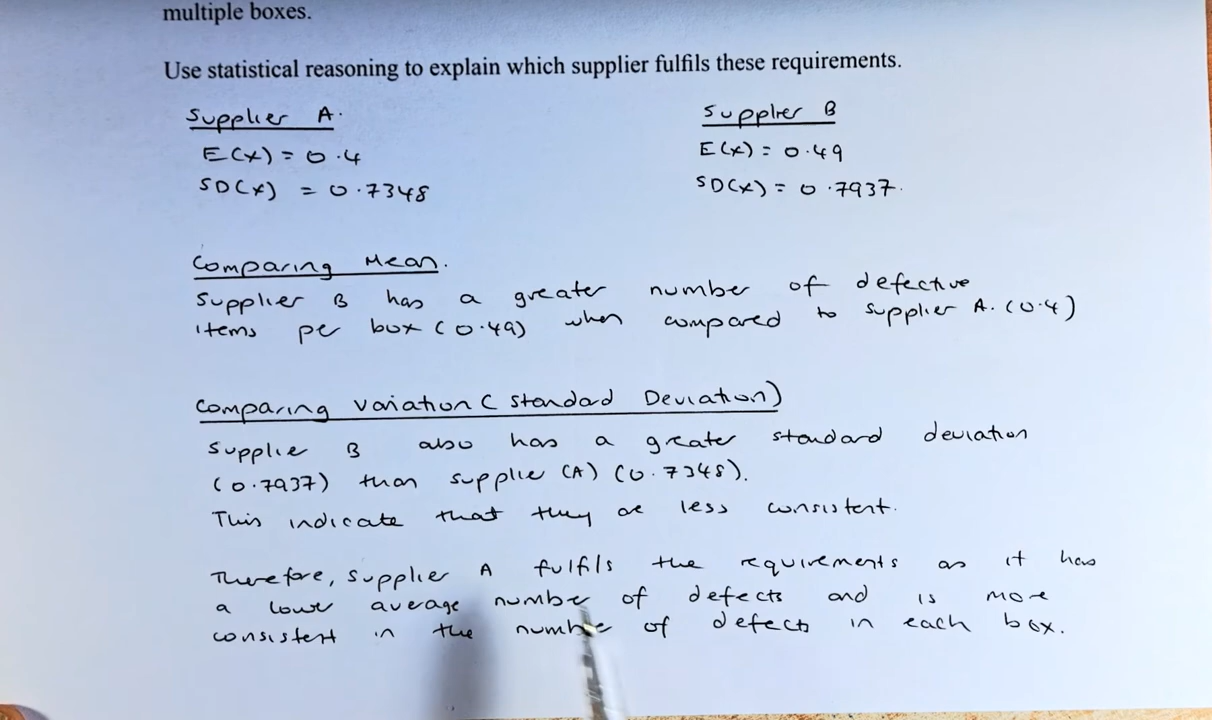 multiple boxes.
Use statistical reasoning to explain which supplier fulfils these requirements.
Supplier A.
E(x) = 0.4
SD(x) = 0.7348
Supplier B
E(x) = 0.49
SD(x) = 0.7937.
Comparing Mean.
Supplier B has a greater number of defective
items per box (0.49) when compared to supplier A. (0.4)
Comparing Variation (Standard Deviation)
Supplier B also has a greater standard deviation
(0.7937) than supplier (A) (0.7348).
This indicate that they are less consistent.
Therefore, supplier A fulfils the requirements as it has
a lower average number of defects and is more
consistent in the number of defects in each box.